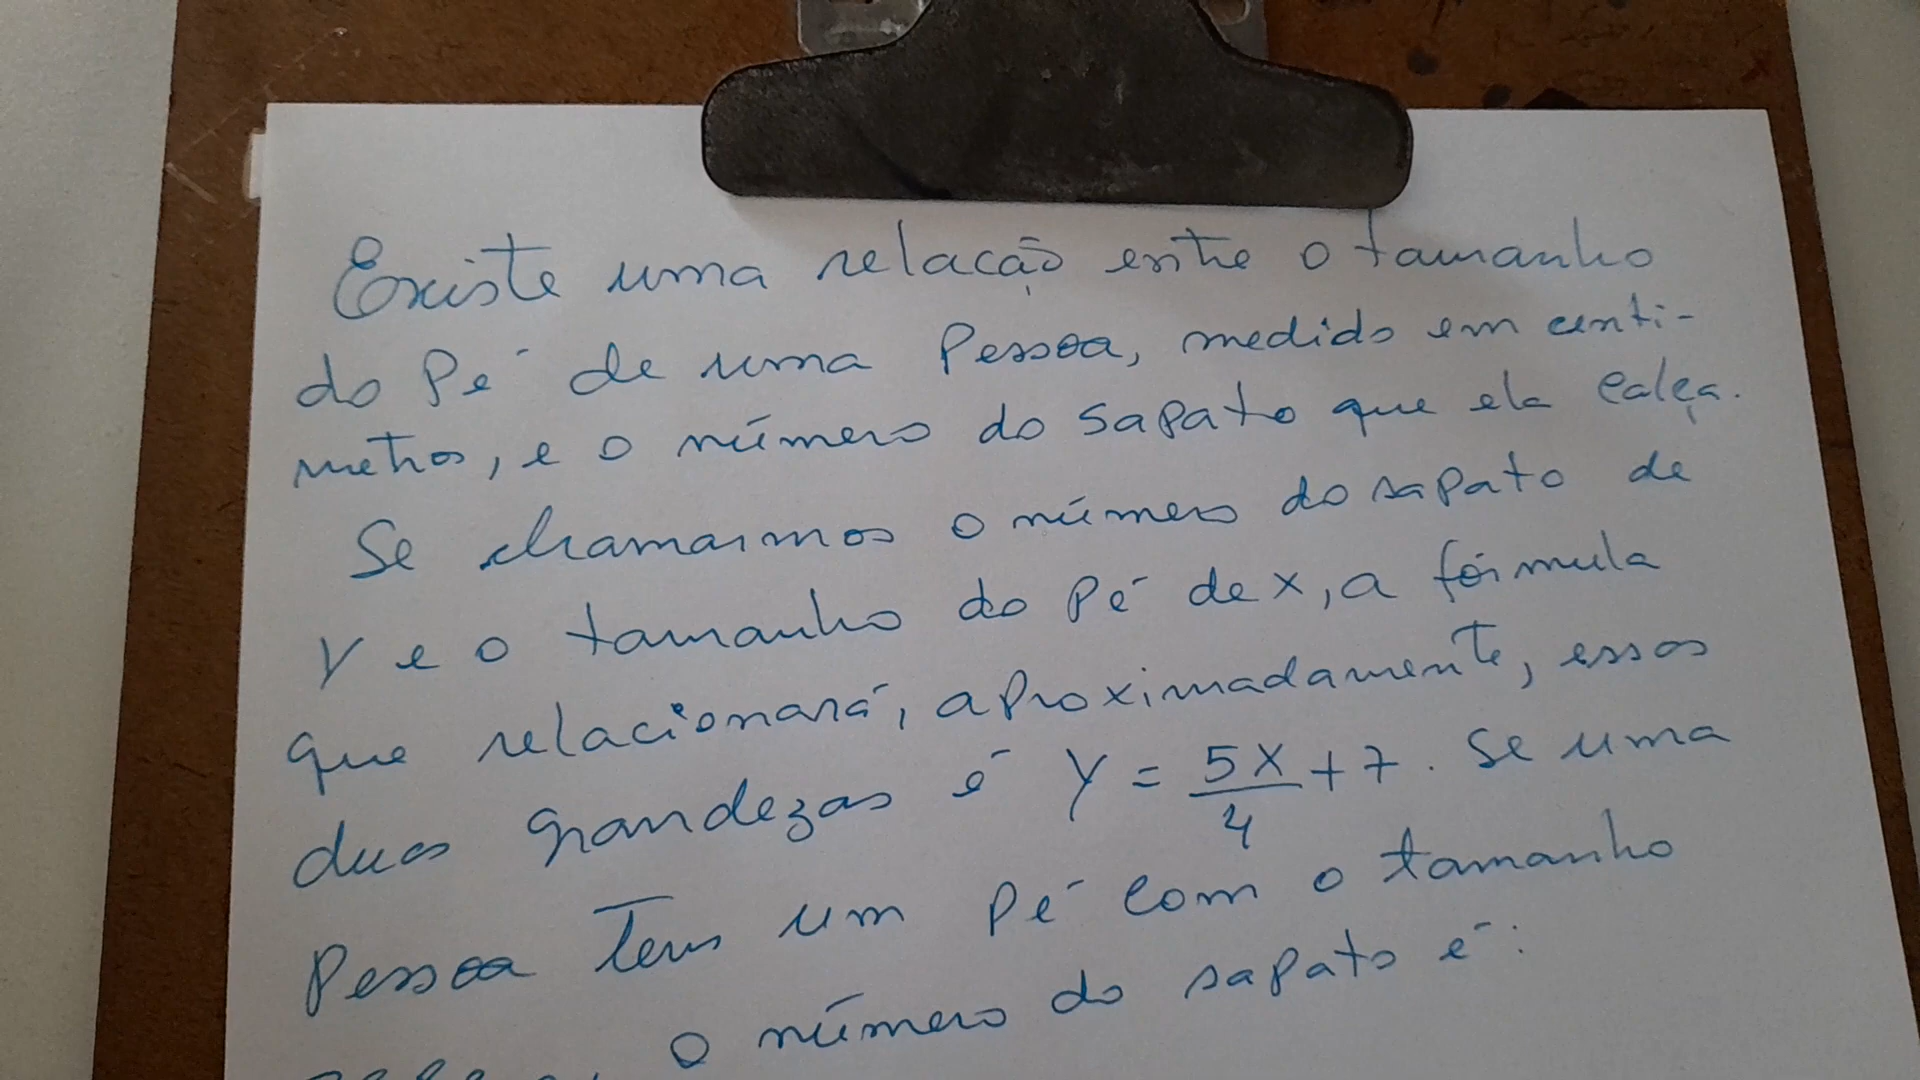 Existe uma relação entre o tamanho
do Pé de uma Pessoa, medido em centi-
metros, e o número do sapato que ela calça.
Se chamarmos o número do sapato de
Y e o tamanho do Pé de x, a fórmula
que relacionará, aproximadamente, essas
duas grandezas é Y = 5X/4 + 7. Se uma
Pessoa Tem um Pé com o tamanho
o número do sapato é: